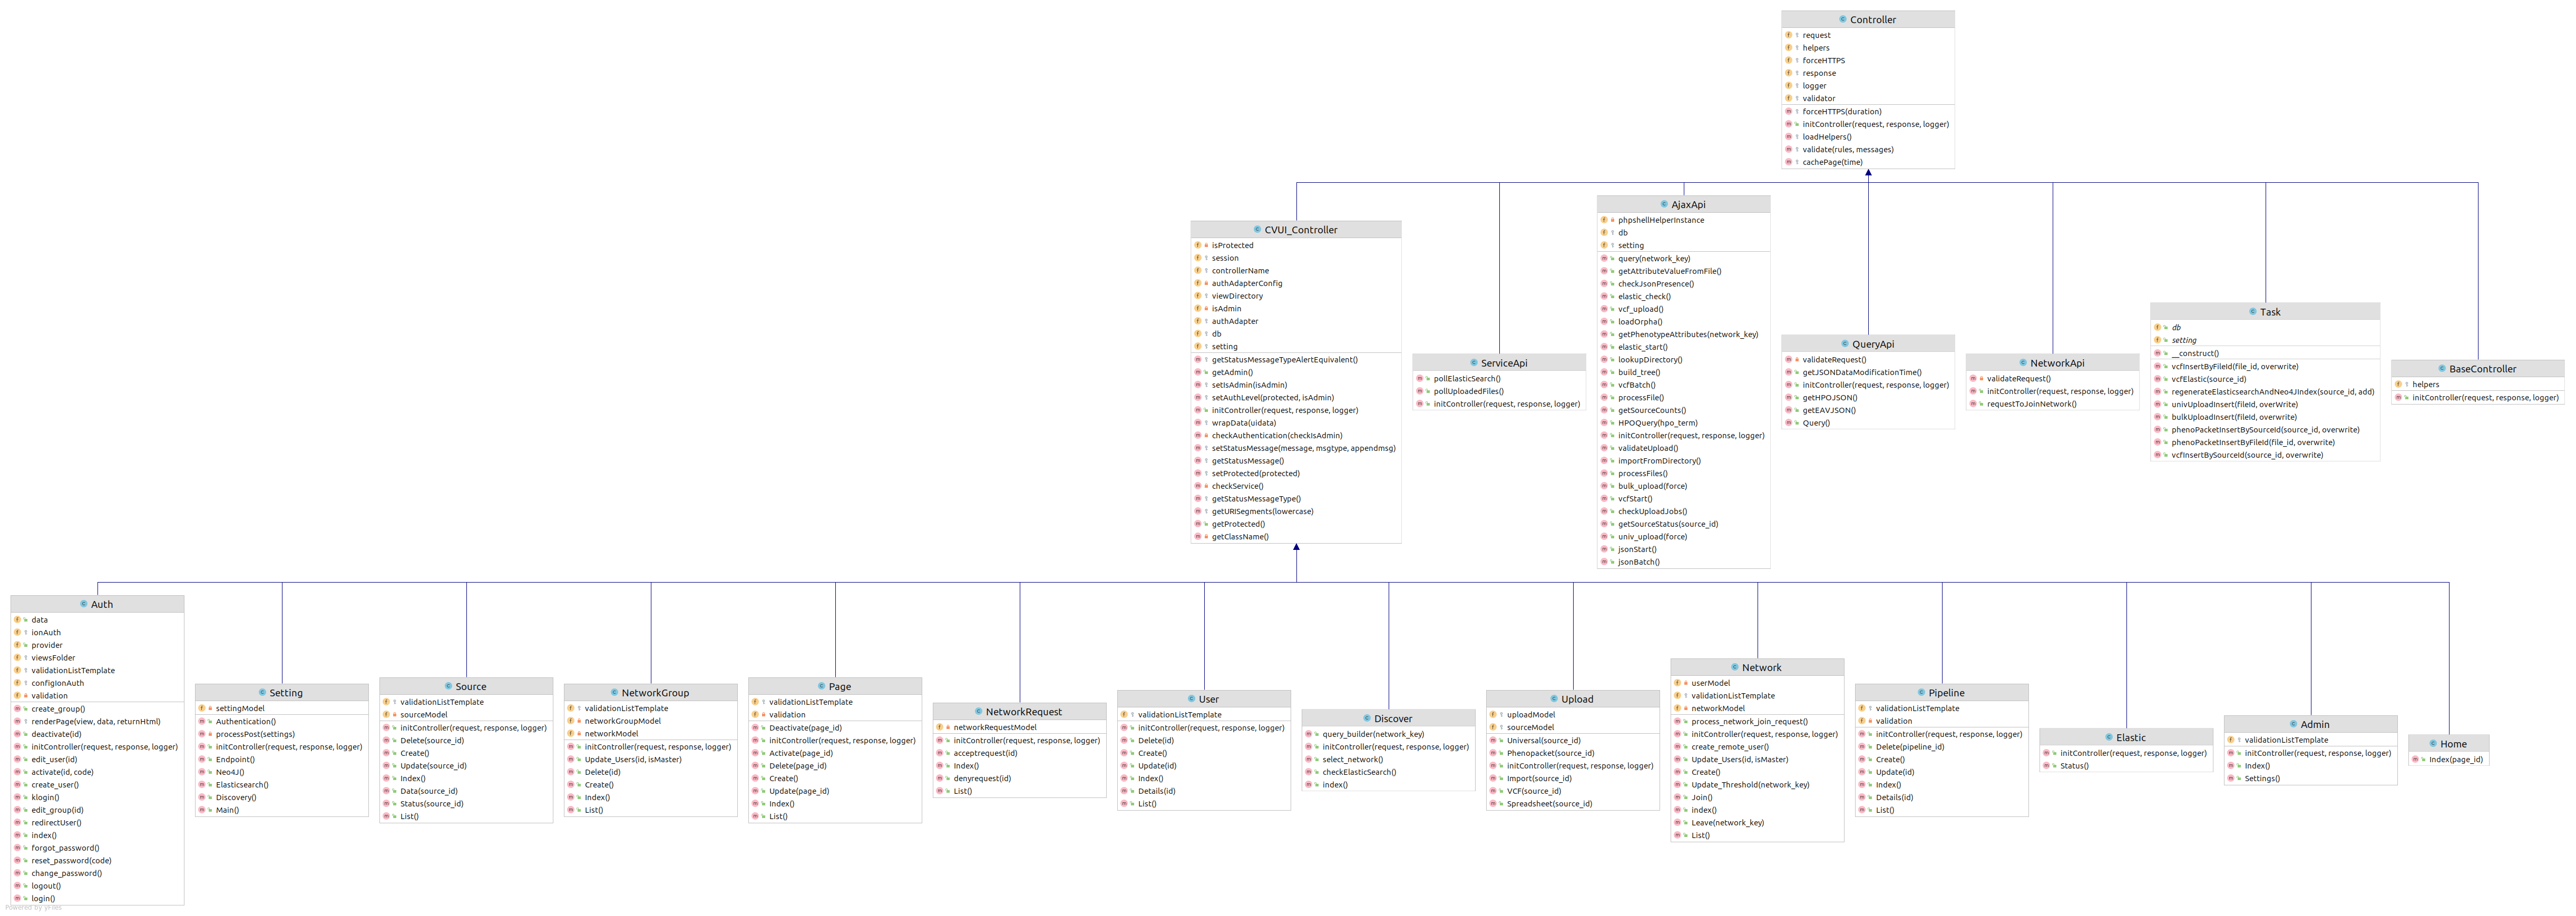 Controller
request
helpers
forceHTTPS
response
logger
validator
forceHTTPS(duration)
initController(request, response, logger)
loadHelpers()
validate(rules, messages)
cachePage(time)
CVUI_Controller
isProtected
session
controllerName
authAdapterConfig
viewDirectory
isAdmin
authAdapter
db
setting
getStatusMessageTypeAlertEquivalent()
getAdmin()
setIsAdmin(isAdmin)
setAuthLevel(protected, isAdmin)
initController(request, response, logger)
wrapData(uidata)
checkAuthentication(checkIsAdmin)
setStatusMessage(message, msgtype, appendmsg)
getStatusMessage()
setProtected(protected)
checkService()
getStatusMessageType()
getURISegments(lowercase)
getProtected()
getClassName()
ServiceApi
pollElasticSearch()
pollUploadedFiles()
initController(request, response, logger)
AjaxApi
phpshellHelperInstance
db
setting
query(network_key)
getAttributeValueFromFile()
checkJsonPresence()
elastic_check()
vcf_upload()
loadOrpha()
getPhenotypeAttributes(network_key)
elastic_start()
lookupDirectory()
build_tree()
vcfBatch()
processFile()
getSourceCounts()
HPOQuery(hpo_term)
initController(request, response, logger)
validateUpload()
importFromDirectory()
processFiles()
bulk_upload(force)
vcfStart()
checkUploadJobs()
getSourceStatus(source_id)
univ_upload(force)
jsonStart()
jsonBatch()
QueryApi
validateRequest()
getJSONDataModificationTime()
initController(request, response, logger)
getHPOJSON()
getEAVJSON()
Query()
NetworkApi
validateRequest()
initController(request, response, logger)
requestToJoinNetwork()
Task
db
setting
__construct()
vcfInsertByFileId(file_id, overwrite)
vcfElastic(source_id)
regenerateElasticsearchAndNeo4JIndex(source_id, add)
univUploadInsert(fileId, overWrite)
bulkUploadInsert(fileId, overwrite)
phenoPacketInsertBySourceId(source_id, overwrite)
phenoPacketInsertByFileId(file_id, overwrite)
vcfInsertBySourceId(source_id, overwrite)
BaseController
helpers
initController(request, response, logger)
Auth
data
ionAuth
provider
viewsFolder
validationListTemplate
configIonAuth
validation
create_group()
renderPage(view, data, returnHtml)
deactivate(id)
initController(request, response, logger)
edit_user(id)
activate(id, code)
create_user()
klogin()
edit_group(id)
redirectUser()
index()
forgot_password()
reset_password(code)
change_password()
logout()
login()
Setting
settingModel
Authentication()
processPost(settings)
initController(request, response, logger)
Endpoint()
Neo4J()
Elasticsearch()
Discovery()
Main()
Source
validationListTemplate
sourceModel
initController(request, response, logger)
Delete(source_id)
Create()
Update(source_id)
Index()
Data(source_id)
Status(source_id)
List()
NetworkGroup
validationListTemplate
networkGroupModel
networkModel
initController(request, response, logger)
Update_Users(id, isMaster)
Delete(id)
Create()
Index()
List()
Page
validationListTemplate
validation
Deactivate(page_id)
initController(request, response, logger)
Activate(page_id)
Delete(page_id)
Create()
Update(page_id)
Index()
List()
NetworkRequest
networkRequestModel
initController(request, response, logger)
acceptrequest(id)
Index()
denyrequest(id)
List()
User
validationListTemplate
initController(request, response, logger)
Delete(id)
Create()
Update(id)
Index()
Details(id)
List()
Discover
query_builder(network_key)
initController(request, response, logger)
select_network()
checkElasticSearch()
index()
Upload
uploadModel
sourceModel
Universal(source_id)
Phenopacket(source_id)
initController(request, response, logger)
Import(source_id)
VCF(source_id)
Spreadsheet(source_id)
Network
userModel
validationListTemplate
networkModel
process_network_join_request()
initController(request, response, logger)
create_remote_user()
Update_Users(id, isMaster)
Create()
Update_Threshold(network_key)
Join()
index()
Leave(network_key)
List()
Pipeline
validationListTemplate
validation
initController(request, response, logger)
Delete(pipeline_id)
Create()
Update(id)
Index()
Details(id)
List()
Elastic
initController(request, response, logger)
Status()
Admin
validationListTemplate
initController(request, response, logger)
Index()
Settings()
Home
Index(page_id)
Powered by yFiles